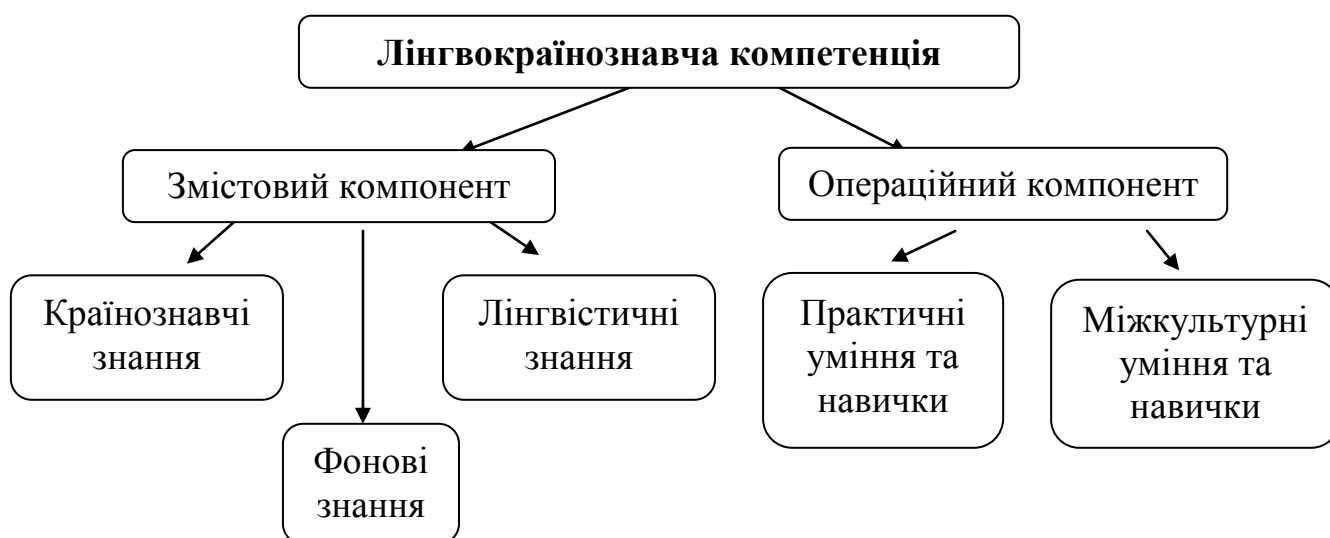 Лінгвокраїнознавча компетенція
Змістовий компонент
Операційний компонент
Країнознавчі
знання
Фонові
знання
Лінгвістичні
знання
Практичні
уміння та
навички
Міжкультурні
уміння та
навички